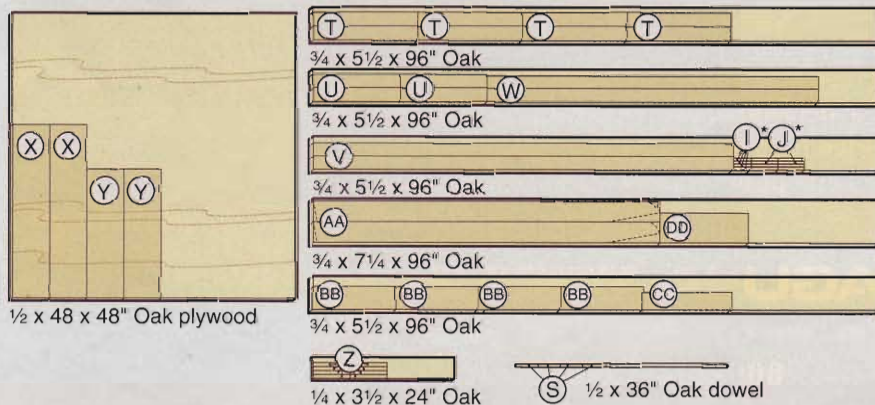 X X
Y Y
½ x 48 x 48" Oak plywood
T T T T
¾ x 5½ x 96" Oak
U U W
¾ x 5½ x 96" Oak
V I* J*
¾ x 5½ x 96" Oak
AA DD
¾ x 7¼ x 96" Oak
BB BB BB BB CC
¾ x 5½ x 96" Oak
Z
¼ x 3½ x 24" Oak
S ½ x 36" Oak dowel